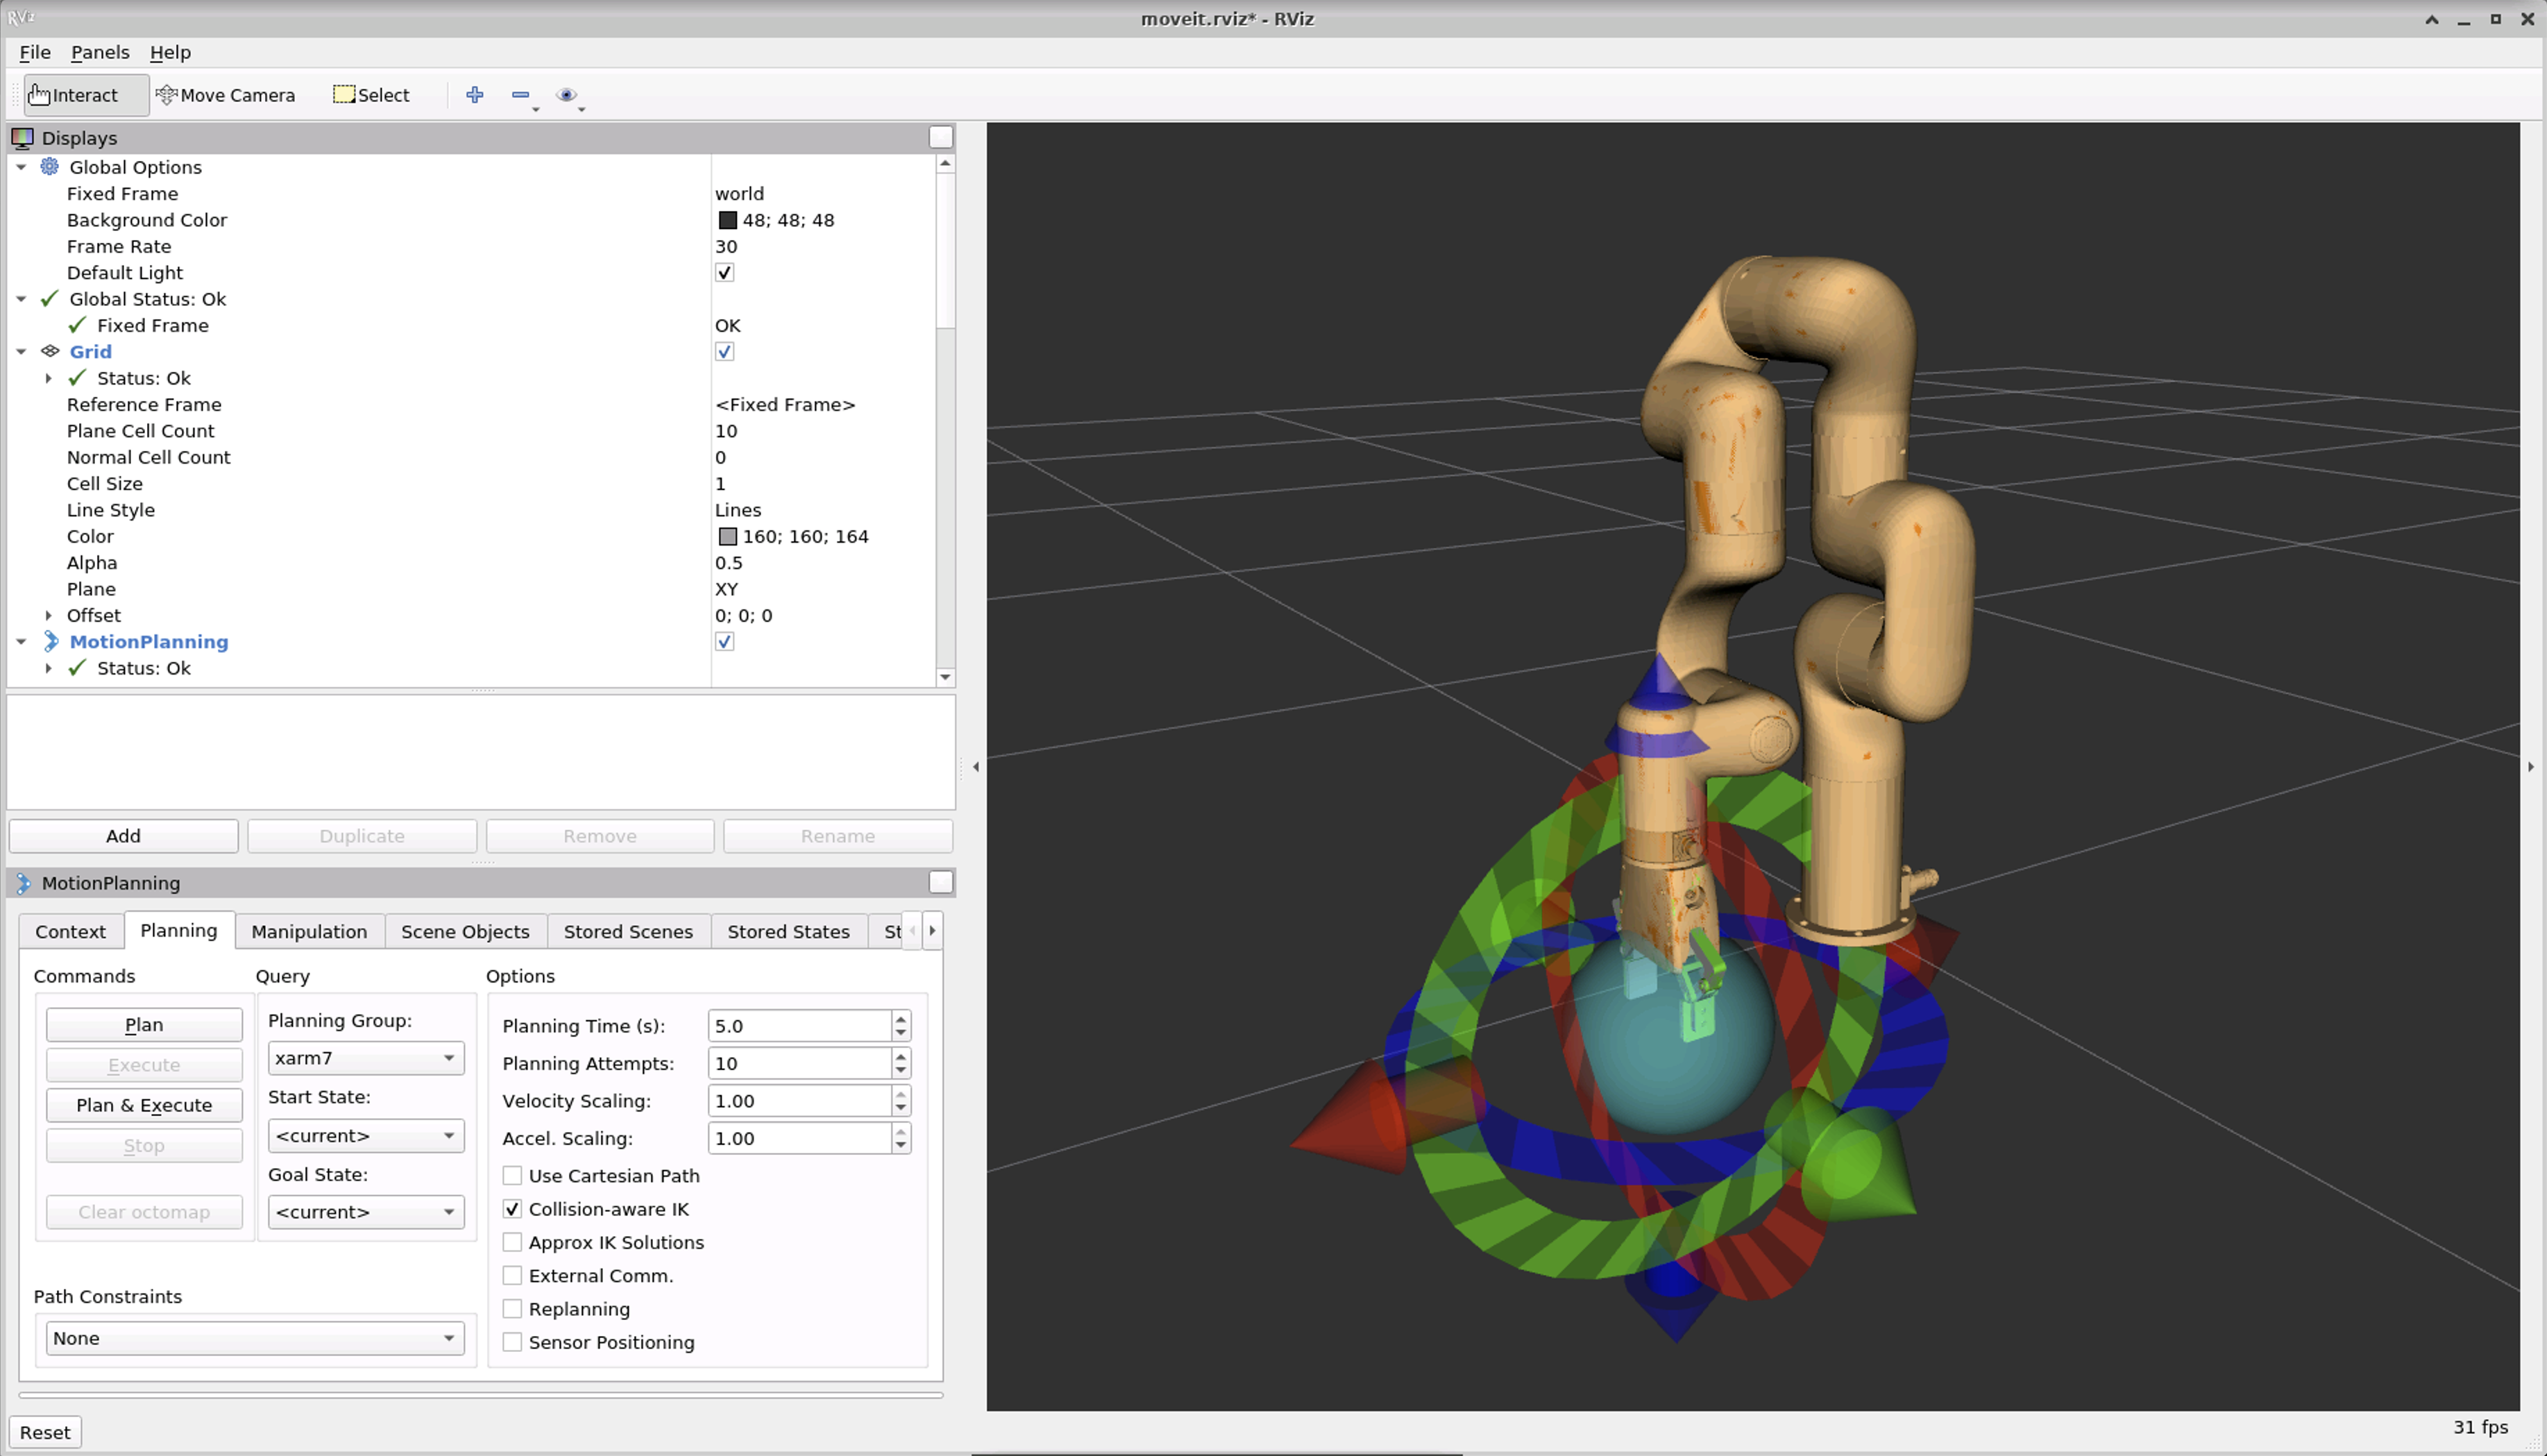 RViz
moveit.rviz* - RViz
File Panels Help
Interact Move Camera Select
Displays
Global Options
Fixed Frame world
Background Color 48; 48; 48
Frame Rate 30
Default Light
Global Status: Ok
Fixed Frame OK
Grid
Status: Ok
Reference Frame <Fixed Frame>
Plane Cell Count 10
Normal Cell Count 0
Cell Size 1
Line Style Lines
Color 160; 160; 164
Alpha 0.5
Plane XY
Offset 0; 0; 0
MotionPlanning
Status: Ok
Add Duplicate Remove Rename
MotionPlanning
Context Planning Manipulation Scene Objects Stored Scenes Stored States St
Commands
Plan
Execute
Plan & Execute
Stop
Clear octomap
Query
Planning Group:
xarm7
Start State:
<current>
Goal State:
<current>
Path Constraints
None
Options
Planning Time (s): 5.0
Planning Attempts: 10
Velocity Scaling: 1.00
Accel. Scaling: 1.00
Use Cartesian Path
Collision-aware IK
Approx IK Solutions
External Comm.
Replanning
Sensor Positioning
Reset
31 fps